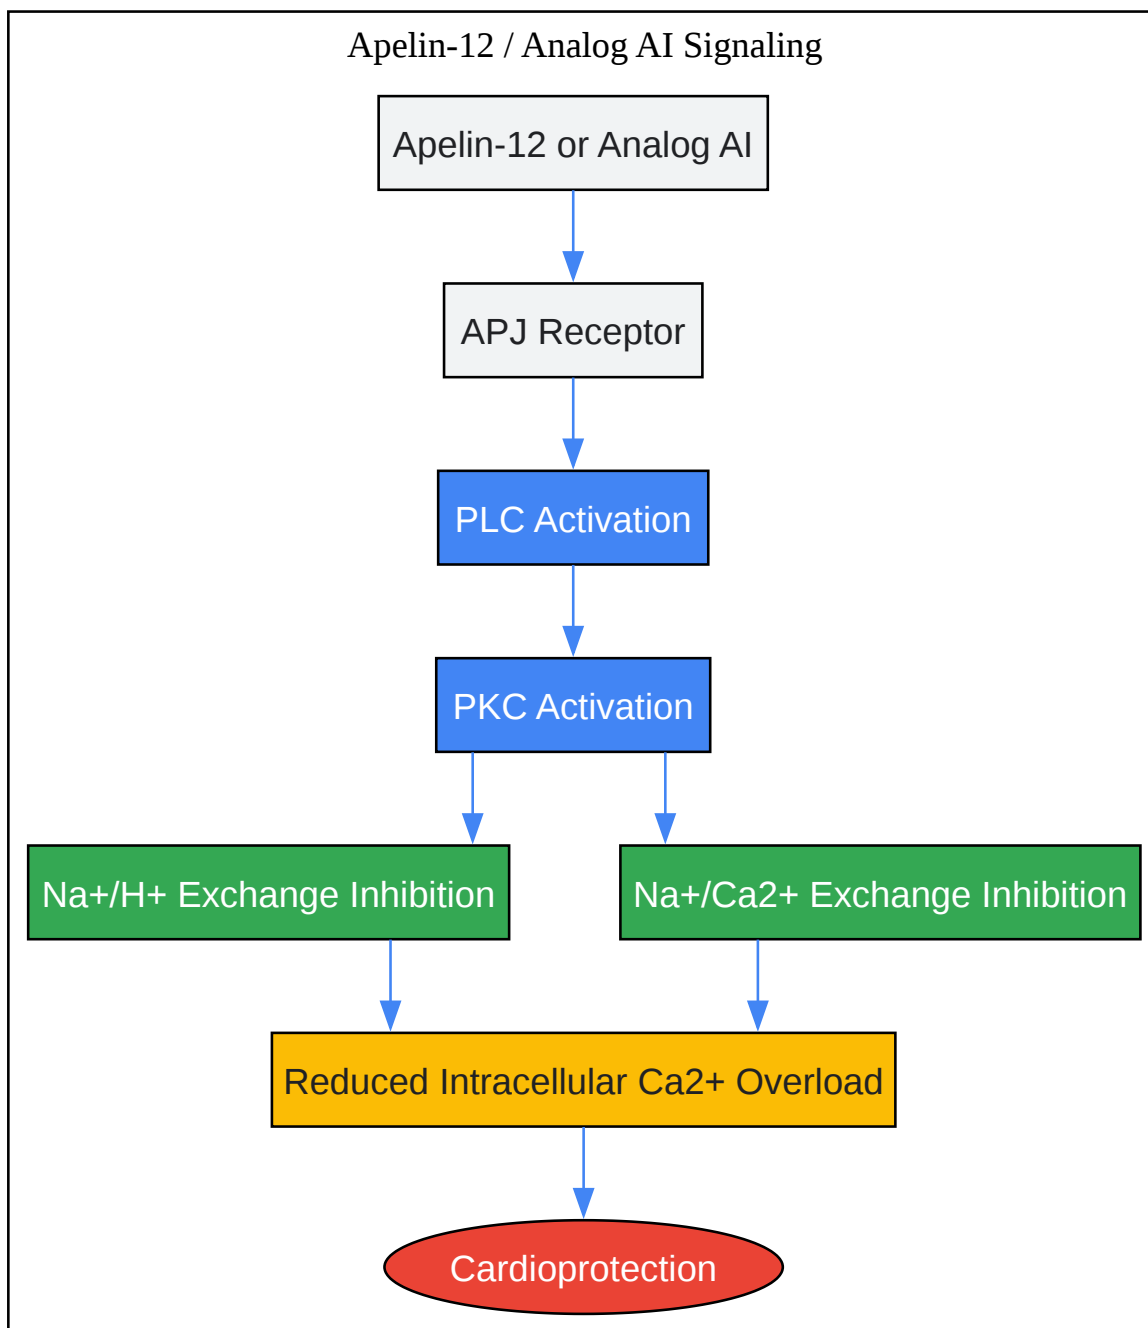 Apelin-12 / Analog AI Signaling
Apelin-12 or Analog AI
APJ Receptor
PLC Activation
PKC Activation
Na+/H+ Exchange Inhibition
Na+/Ca2+ Exchange Inhibition
Reduced Intracellular Ca2+ Overload
Cardioprotection